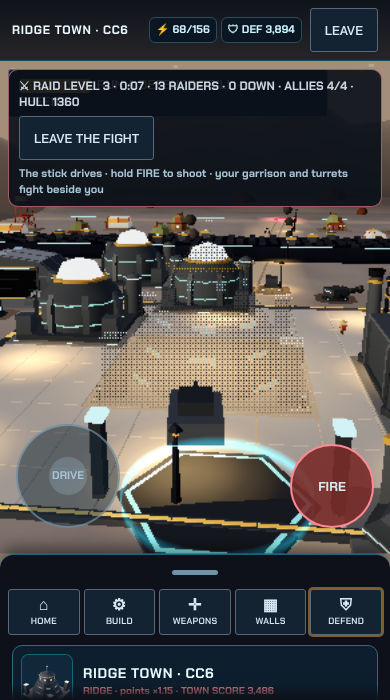 RIDGE TOWN · CC6
⚡ 68/156
🛡 DEF 3,894
LEAVE
⚔ RAID LEVEL 3 · 0:07 · 13 RAIDERS · 0 DOWN · ALLIES 4/4 ·
HULL 1360
LEAVE THE FIGHT
The stick drives · hold FIRE to shoot · your garrison and turrets
fight beside you
DRIVE
FIRE
HOME
BUILD
WEAPONS
WALLS
DEFEND
RIDGE TOWN · CC6
RIDGE · points ×1.15 · TOWN SCORE 3,486